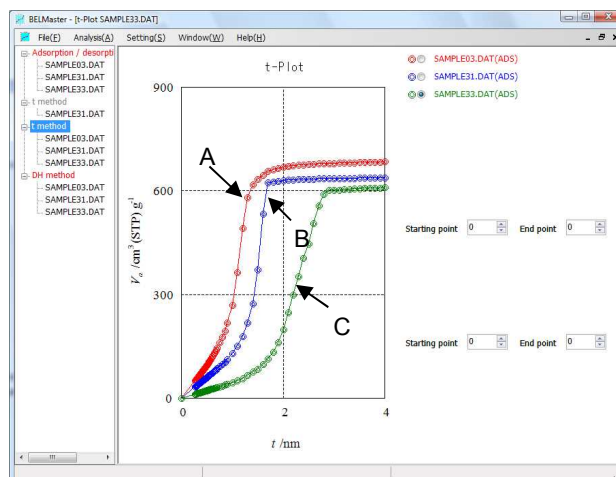 BELMaster - [t-Plot SAMPLE33.DAT]
File(F) Analysis(A) Setting(S) Window(W) Help(H)
Adsorption / desorpti
SAMPLE03.DAT
SAMPLE31.DAT
SAMPLE33.DAT
t method
SAMPLE31.DAT
t method
SAMPLE03.DAT
SAMPLE31.DAT
SAMPLE33.DAT
DH method
SAMPLE03.DAT
SAMPLE31.DAT
SAMPLE33.DAT
t-Plot
900
600
300
0
0 2 4
Va /cm³(STP) g⁻¹
t /nm
A
B
C
SAMPLE03.DAT(ADS)
SAMPLE31.DAT(ADS)
SAMPLE33.DAT(ADS)
Starting point 0 End point 0
Starting point 0 End point 0